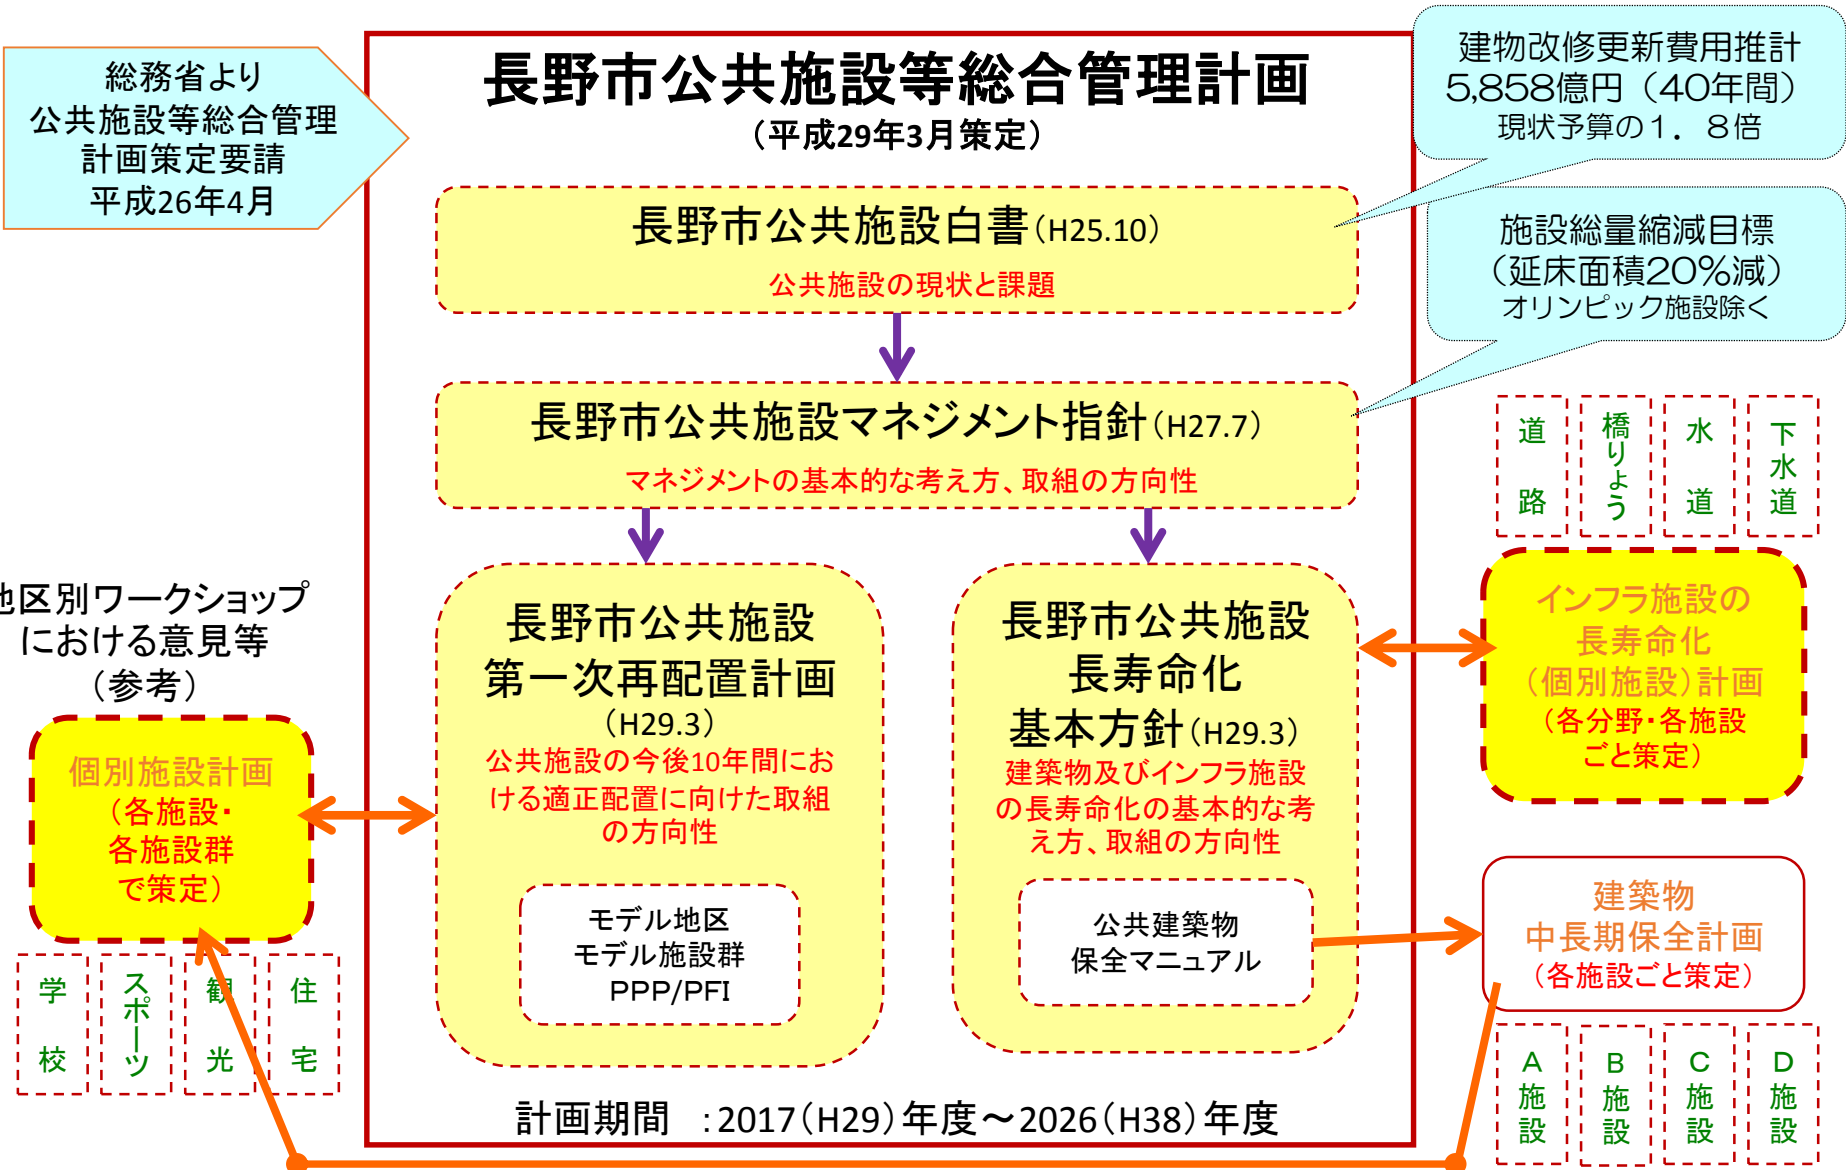 総務省より
公共施設等総合管理
計画策定要請
平成26年4月
長野市公共施設等総合管理計画
（平成29年3月策定）
建物改修更新費用推計
5,858億円（40年間）
現状予算の１．８倍
長野市公共施設白書（H25.10）
公共施設の現状と課題
施設総量縮減目標
（延床面積20％減）
オリンピック施設除く
長野市公共施設マネジメント指針（H27.7）
マネジメントの基本的な考え方、取組の方向性
道路
橋りょう
水道
下水道
地区別ワークショップ
における意見等
（参考）
個別施設計画
（各施設・
各施設群
で策定）
学校
スポーツ
観光
住宅
長野市公共施設
第一次再配置計画
（H29.3）
公共施設の今後10年間にお
ける適正配置に向けた取組
の方向性
モデル地区
モデル施設群
PPP/PFI
長野市公共施設
長寿命化
基本方針（H29.3）
建築物及びインフラ施設
の長寿命化の基本的な考
え方、取組の方向性
公共建築物
保全マニュアル
インフラ施設の
長寿命化
（個別施設）計画
（各分野・各施設
ごと策定）
建築物
中長期保全計画
（各施設ごと策定）
A施設
B施設
C施設
D施設
計画期間　：2017（H29）年度～2026（H38）年度